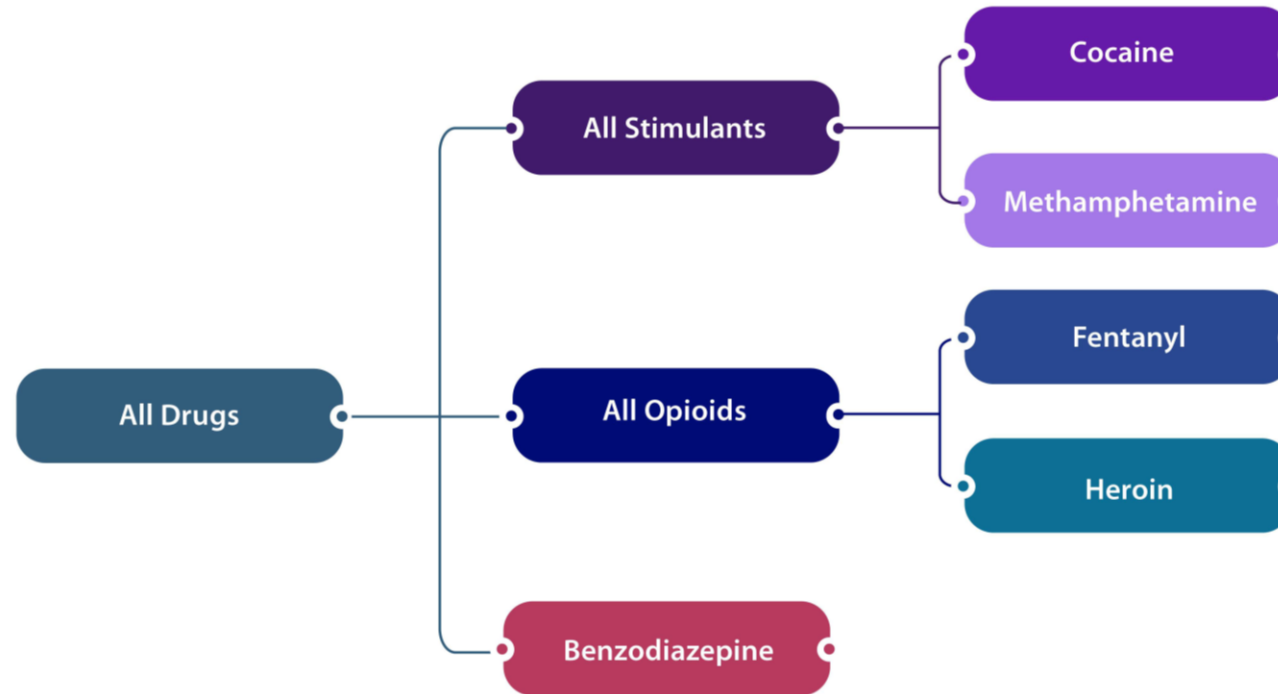 Cocaine
All Stimulants
Methamphetamine
Fentanyl
All Drugs
All Opioids
Heroin
Benzodiazepine